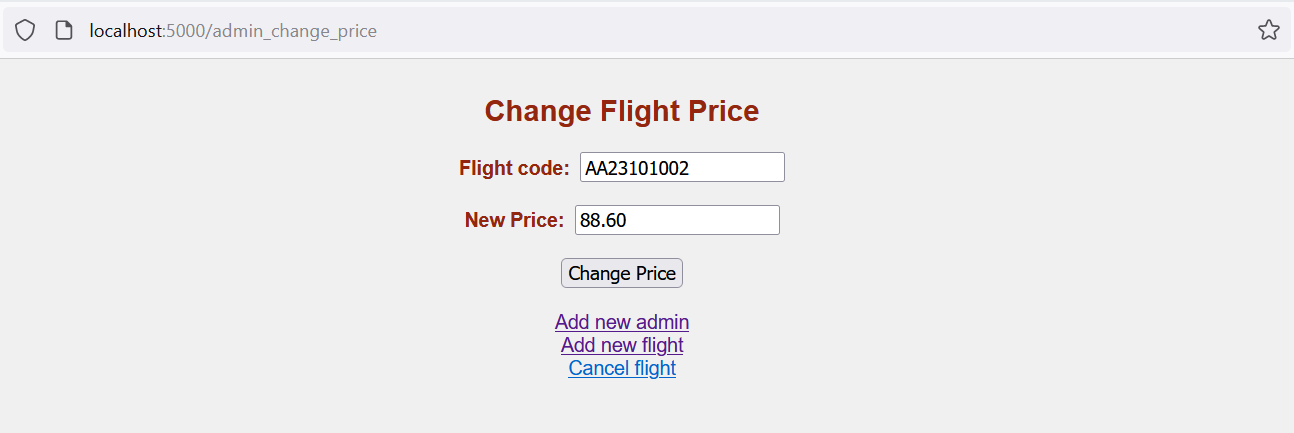 localhost:5000/admin_change_price
Change Flight Price
Flight code: AA23101002
New Price: 88.60
Change Price
Add new admin
Add new flight
Cancel flight